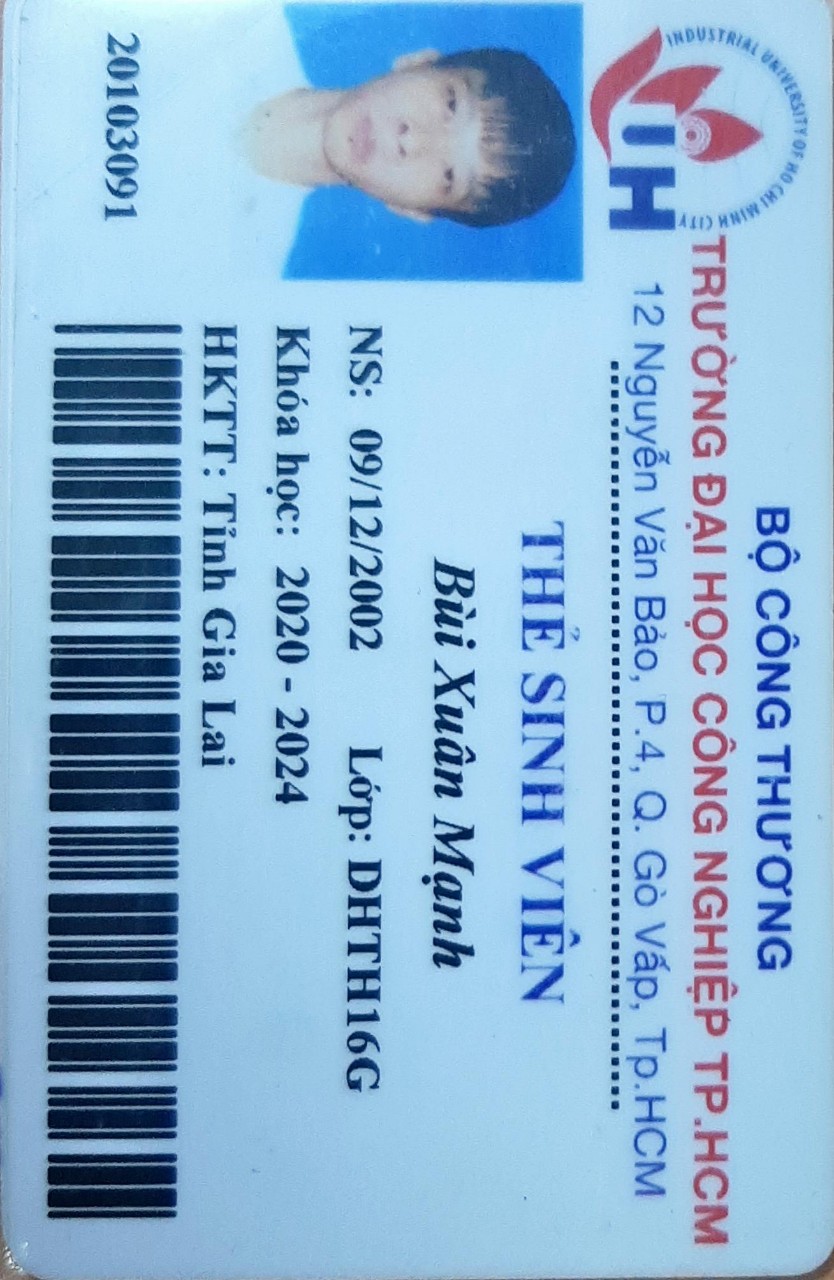 BỘ CÔNG THƯƠNG
TRƯỜNG ĐẠI HỌC CÔNG NGHIỆP TP.HCM
12 Nguyễn Văn Bảo, P.4, Q. Gò Vấp, Tp.HCM
INDUSTRIAL UNIVERSITY OF HO CHI MINH CITY
IUH
THẺ SINH VIÊN
Bùi Xuân Mạnh
NS: 09/12/2002 Lớp: DHTH16G
Khóa học: 2020 - 2024
HKTT: Tỉnh Gia Lai
20103091